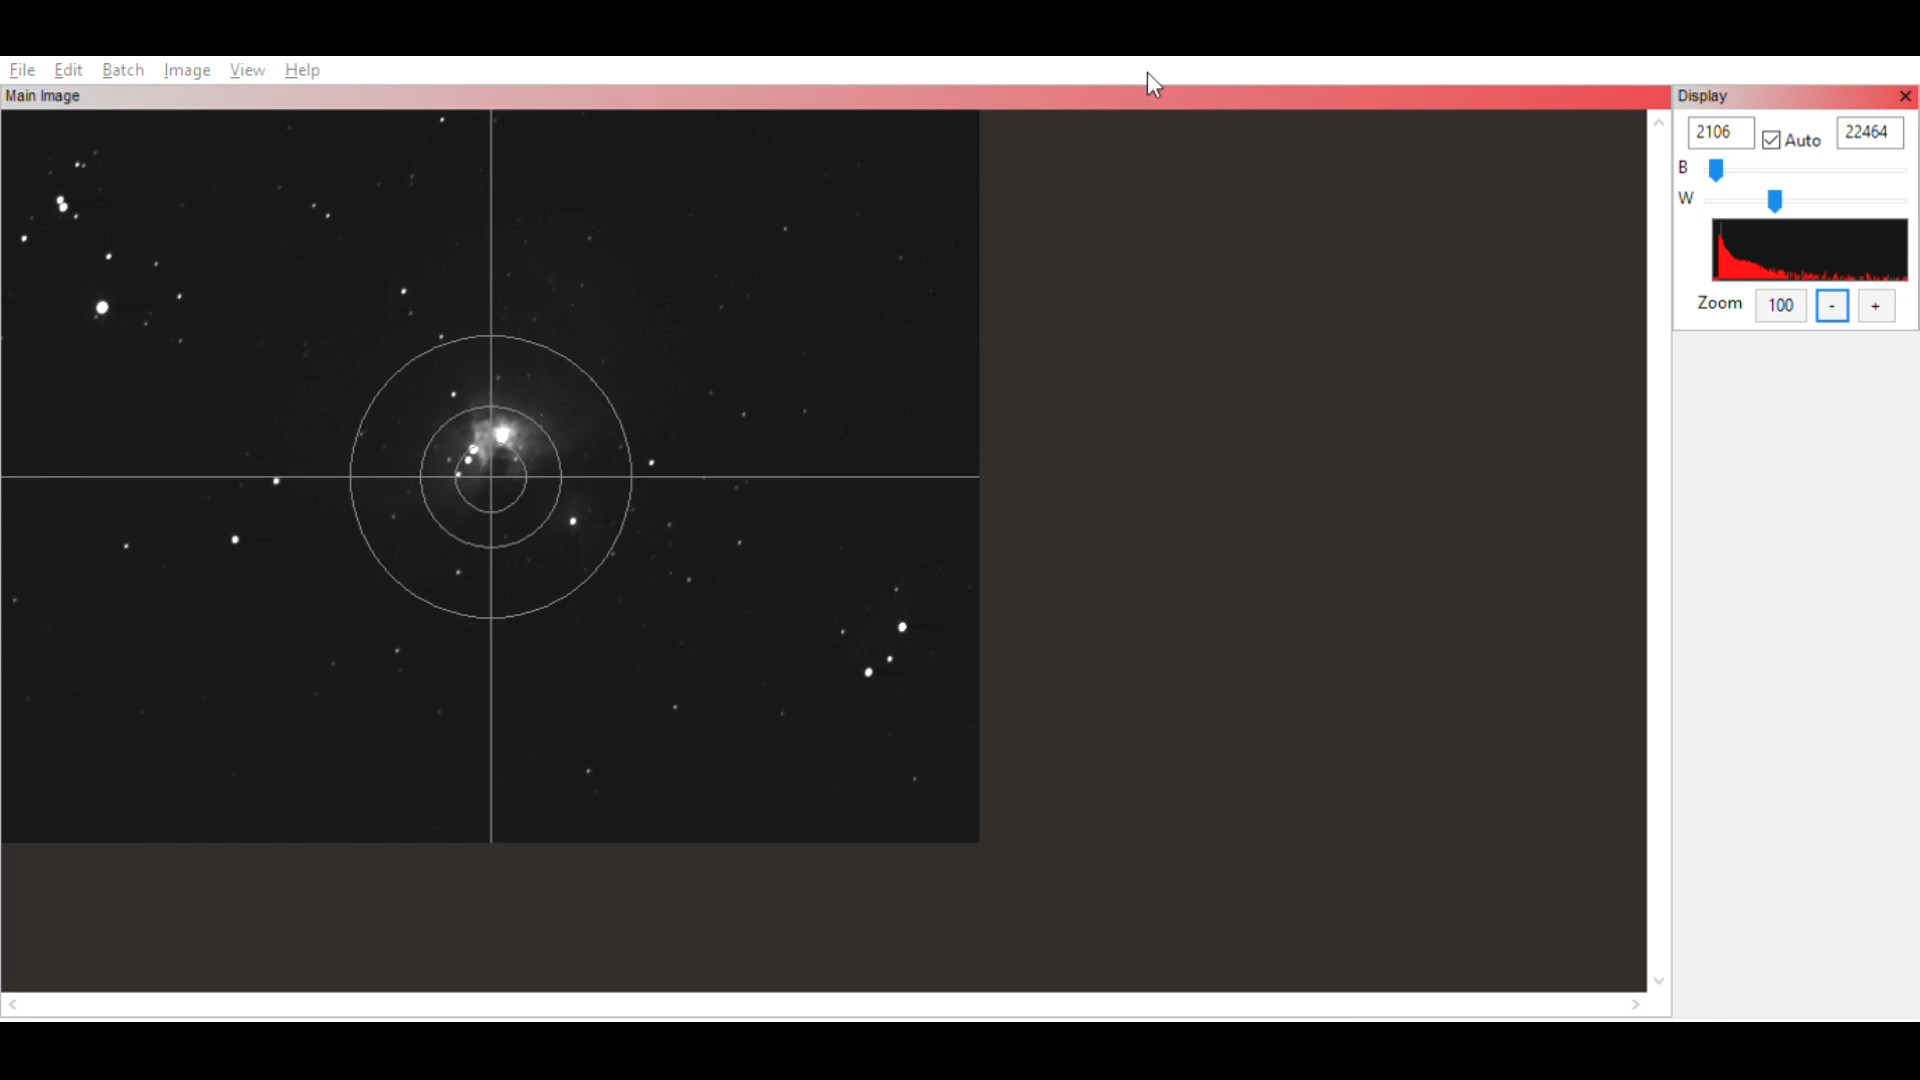 File Edit Batch Image View Help
Main Image
Display
2106 Auto 22464
B
W
Zoom 100 - +